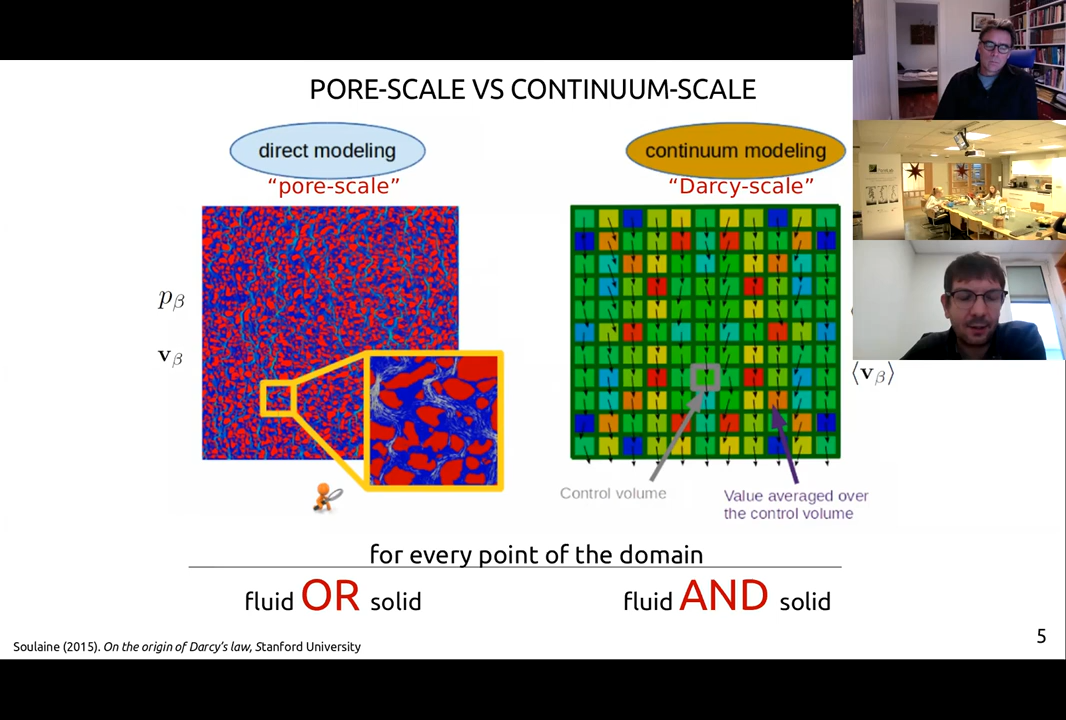 PORE-SCALE VS CONTINUUM-SCALE
direct modeling
continuum modeling
“pore-scale”
“Darcy-scale”
pβ
vβ
⟨vβ⟩
Control volume
Value averaged over
the control volume
for every point of the domain
fluid OR solid
fluid AND solid
5
Soulaine (2015). On the origin of Darcy’s law, Stanford University